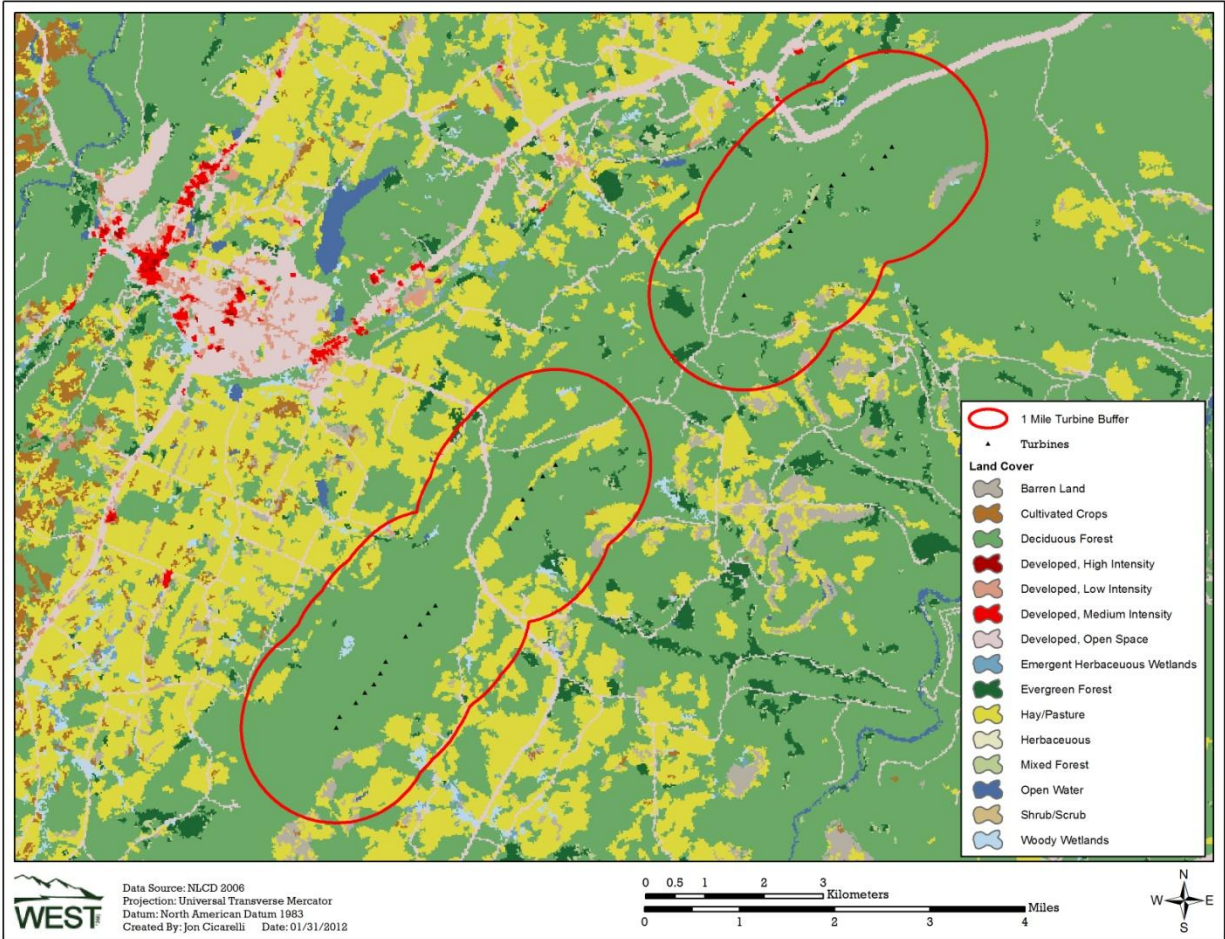 1 Mile Turbine Buffer
Turbines
Land Cover
Barren Land
Cultivated Crops
Deciduous Forest
Developed, High Intensity
Developed, Low Intensity
Developed, Medium Intensity
Developed, Open Space
Emergent Herbaceuous Wetlands
Evergreen Forest
Hay/Pasture
Herbaceuous
Mixed Forest
Open Water
Shrub/Scrub
Woody Wetlands
WEST
Data Source: NLCD 2006
Projection: Universal Transverse Mercator
Datum: North American Datum 1983
Created By: Jon Cicarelli Date: 01/31/2012
0 0.5 1 2 3
Kilometers
Miles
0 1 2 3 4
N
W E
S